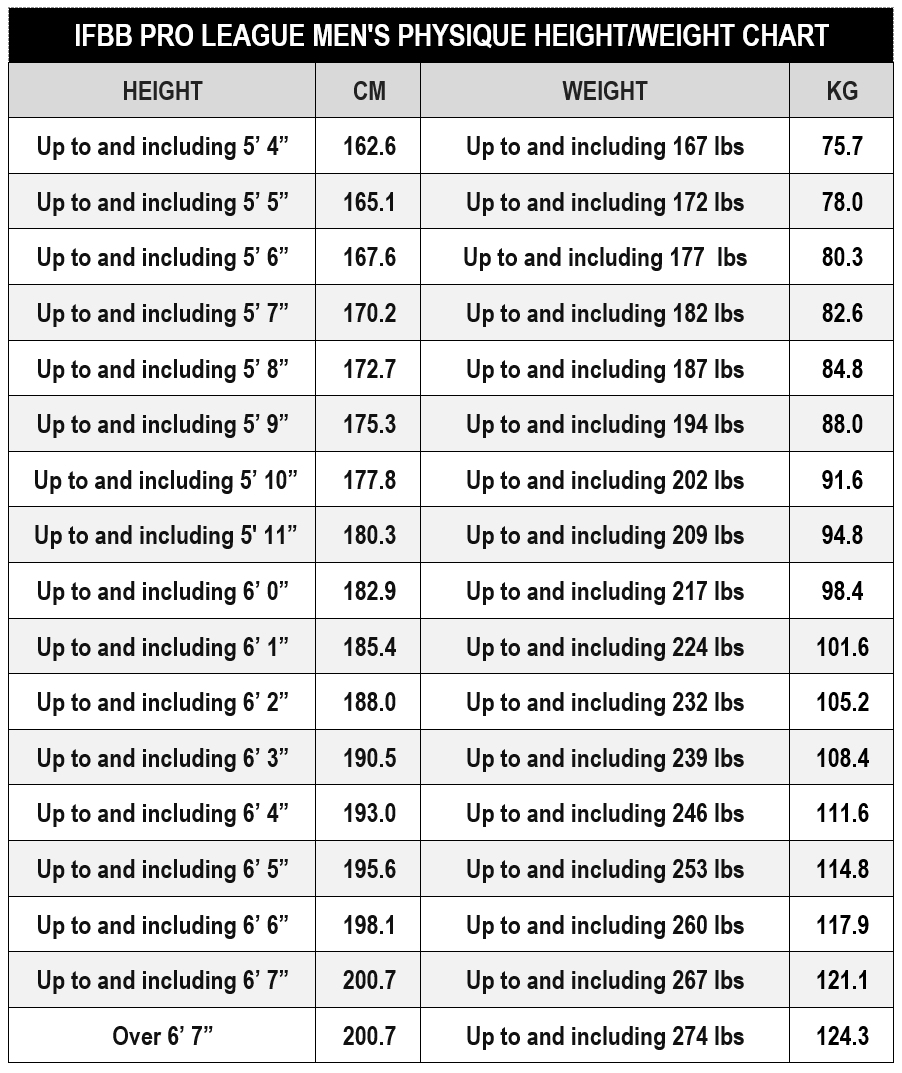 IFBB PRO LEAGUE MEN'S PHYSIQUE HEIGHT/WEIGHT CHART
HEIGHT CM WEIGHT KG
Up to and including 5’ 4” 162.6 Up to and including 167 lbs 75.7
Up to and including 5’ 5” 165.1 Up to and including 172 lbs 78.0
Up to and including 5’ 6” 167.6 Up to and including 177  lbs 80.3
Up to and including 5’ 7” 170.2 Up to and including 182 lbs 82.6
Up to and including 5’ 8” 172.7 Up to and including 187 lbs 84.8
Up to and including 5’ 9” 175.3 Up to and including 194 lbs 88.0
Up to and including 5’ 10” 177.8 Up to and including 202 lbs 91.6
Up to and including 5' 11” 180.3 Up to and including 209 lbs 94.8
Up to and including 6’ 0” 182.9 Up to and including 217 lbs 98.4
Up to and including 6’ 1” 185.4 Up to and including 224 lbs 101.6
Up to and including 6’ 2” 188.0 Up to and including 232 lbs 105.2
Up to and including 6’ 3” 190.5 Up to and including 239 lbs 108.4
Up to and including 6’ 4” 193.0 Up to and including 246 lbs 111.6
Up to and including 6’ 5” 195.6 Up to and including 253 lbs 114.8
Up to and including 6’ 6” 198.1 Up to and including 260 lbs 117.9
Up to and including 6’ 7” 200.7 Up to and including 267 lbs 121.1
Over 6’ 7” 200.7 Up to and including 274 lbs 124.3